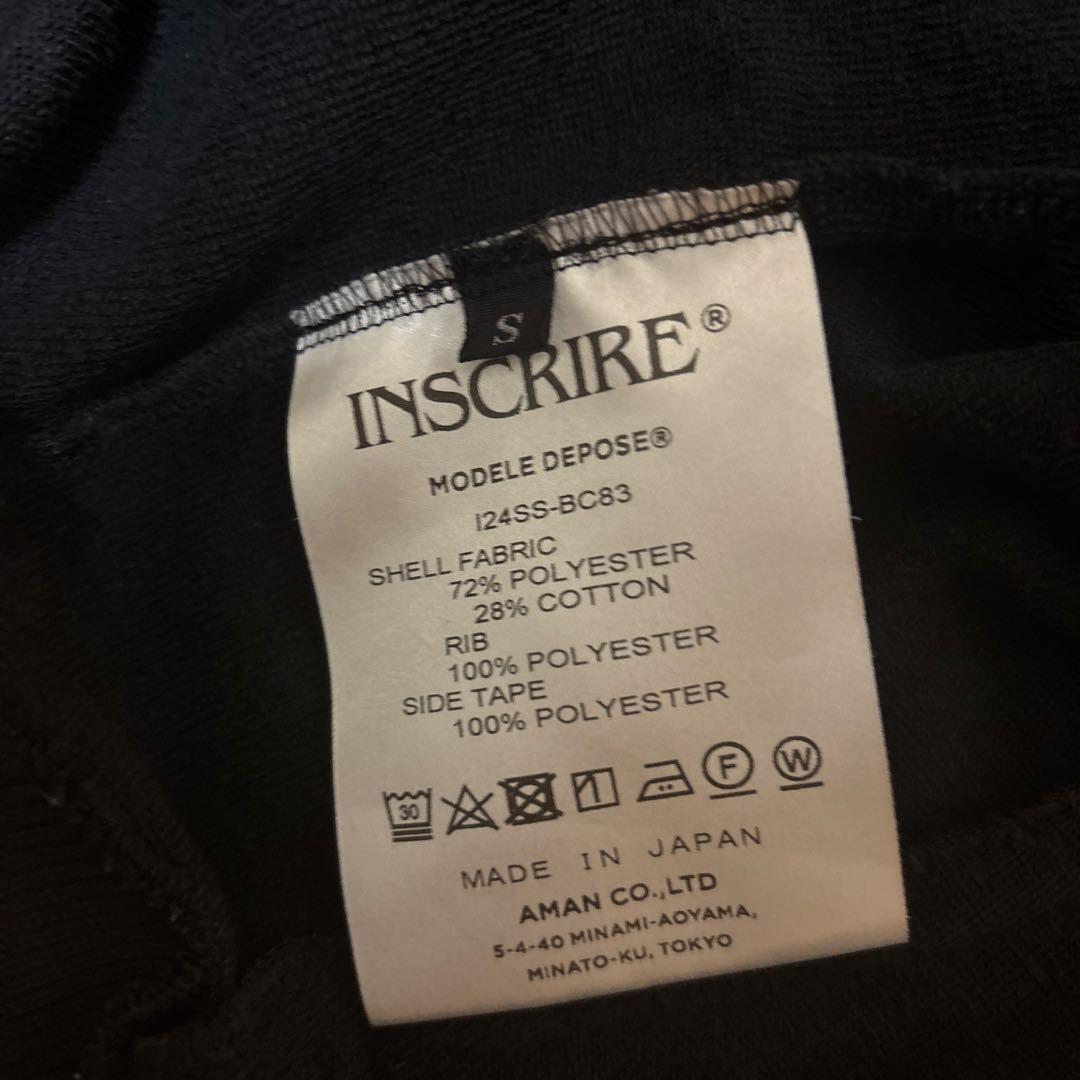 S
INSCRIRE®
MODELE DEPOSE®
I24SS-BC83
SHELL FABRIC
72% POLYESTER
28% COTTON
RIB
100% POLYESTER
SIDE TAPE
100% POLYESTER
30 F W
MADE IN JAPAN
AMAN CO.,LTD
5-4-40 MINAMI-AOYAMA,
MINATO-KU, TOKYO